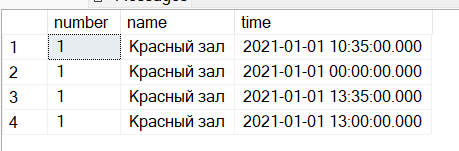 number name time
1 1 Красный зал 2021-01-01 10:35:00.000
2 1 Красный зал 2021-01-01 00:00:00.000
3 1 Красный зал 2021-01-01 13:35:00.000
4 1 Красный зал 2021-01-01 13:00:00.000